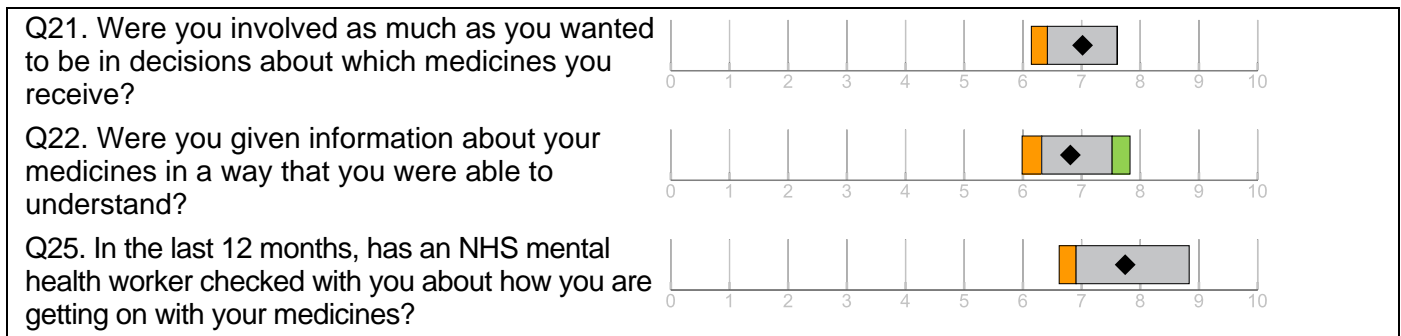 Q21. Were you involved as much as you wanted
to be in decisions about which medicines you
receive?
0 1 2 3 4 5 6 7 8 9 10
Q22. Were you given information about your
medicines in a way that you were able to
understand?
0 1 2 3 4 5 6 7 8 9 10
Q25. In the last 12 months, has an NHS mental
health worker checked with you about how you are
getting on with your medicines?
0 1 2 3 4 5 6 7 8 9 10